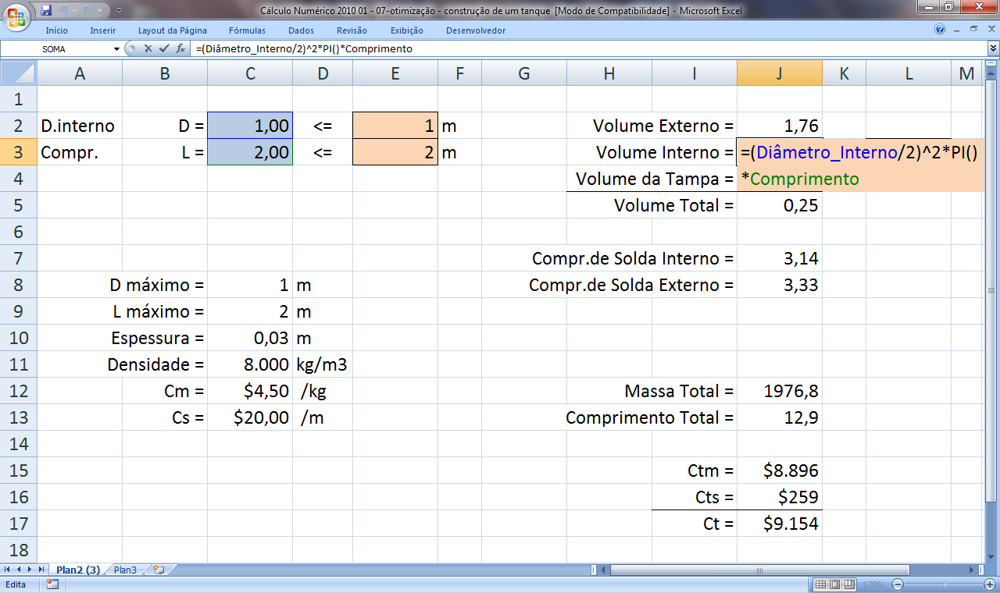 Cálculo Numérico 2010 01 - 07-otimização - construção de um tanque [Modo de Compatibilidade] - Microsoft Excel
Início Inserir Layout da Página Fórmulas Dados Revisão Exibição Desenvolvedor
SOMA =(Diâmetro_Interno/2)^2*PI()*Comprimento
A B C D E F G H I J K L M
1
2 D.interno D = 1,00 <= 1 m Volume Externo = 1,76
3 Compr. L = 2,00 <= 2 m Volume Interno = =(Diâmetro_Interno/2)^2*PI()
4 Volume da Tampa = *Comprimento
5 Volume Total = 0,25
6
7 Compr.de Solda Interno = 3,14
8 D máximo = 1 m Compr.de Solda Externo = 3,33
9 L máximo = 2 m
10 Espessura = 0,03 m
11 Densidade = 8.000 kg/m3
12 Cm = $4,50 /kg Massa Total = 1976,8
13 Cs = $20,00 /m Comprimento Total = 12,9
14
15 Ctm = $8.896
16 Cts = $259
17 Ct = $9.154
18
Plan2 (3) Plan3
Edita 170%